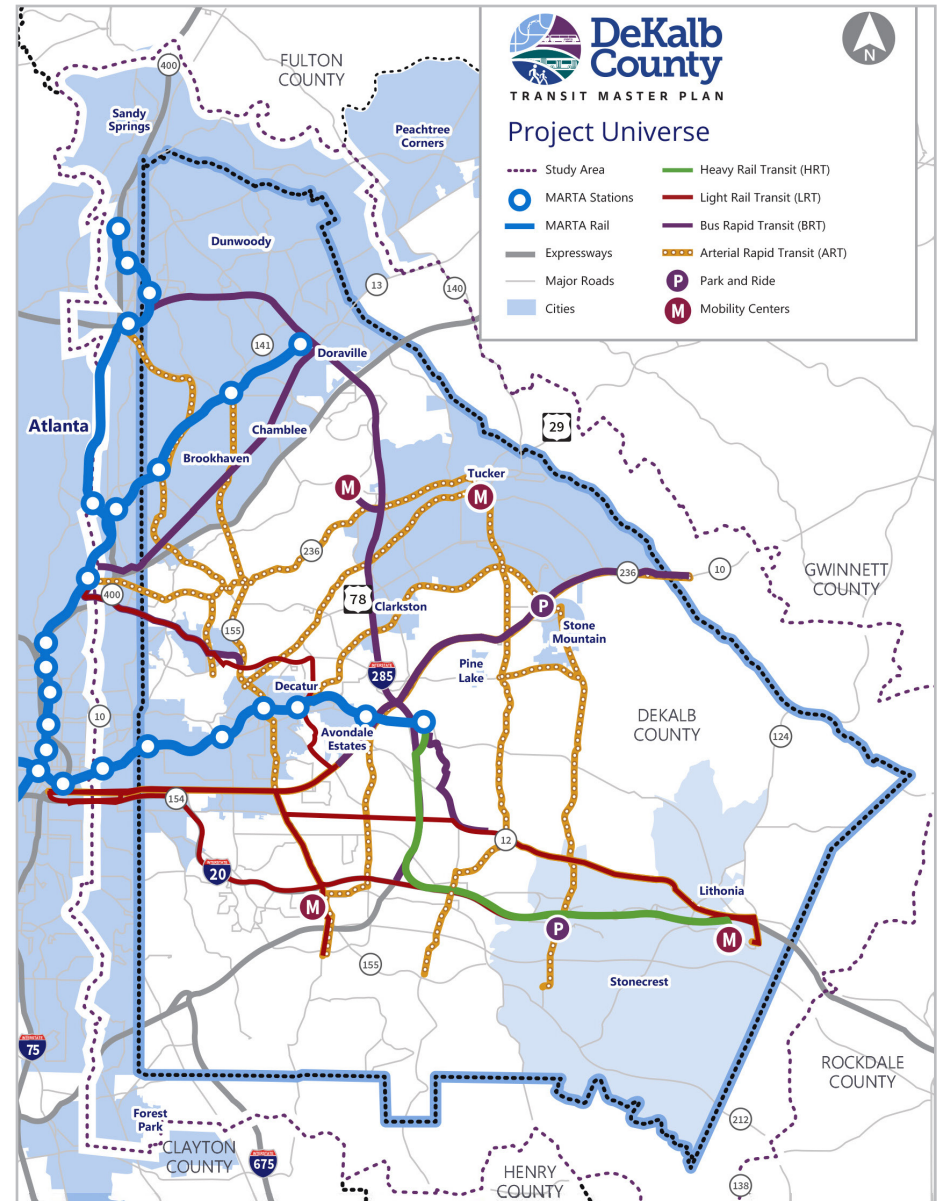 DeKalb
County
TRANSIT MASTER PLAN
N
Project Universe
Study Area
MARTA Stations
MARTA Rail
Expressways
Major Roads
Cities
Heavy Rail Transit (HRT)
Light Rail Transit (LRT)
Bus Rapid Transit (BRT)
Arterial Rapid Transit (ART)
P Park and Ride
M Mobility Centers
FULTON
COUNTY
400
Sandy
Springs
Peachtree
Corners
Dunwoody
13
140
141
Doraville
Atlanta
Chamblee
Brookhaven
29
Tucker
M
M
236
GWINNETT
COUNTY
236
10
400
78
Clarkston
P
Stone
Mountain
155
Pine
Lake
INTERSTATE
285
Decatur
10
Avondale
Estates
DEKALB
COUNTY
124
154
12
INTERSTATE
20
Lithonia
M
P
M
155
Stonecrest
INTERSTATE
75
ROCKDALE
COUNTY
Forest
Park
212
CLAYTON
COUNTY
INTERSTATE
675
HENRY
COUNTY
138